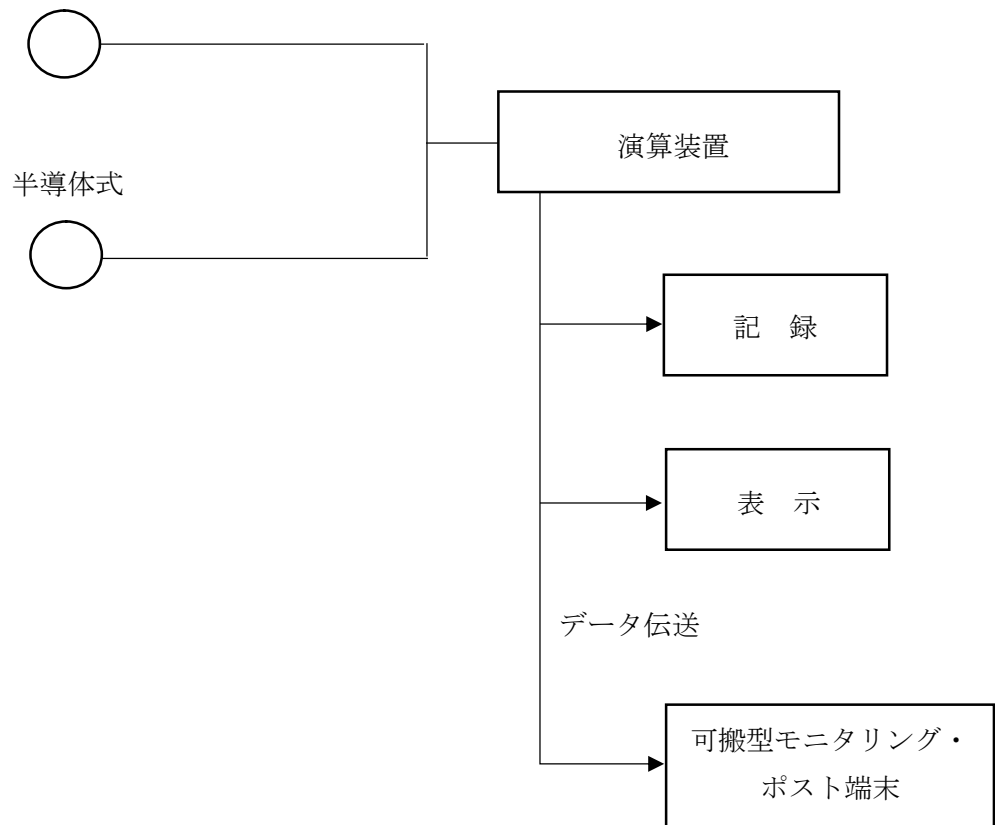 演算装置
半導体式
記　録
表　示
データ伝送
可搬型モニタリング・
ポスト端末